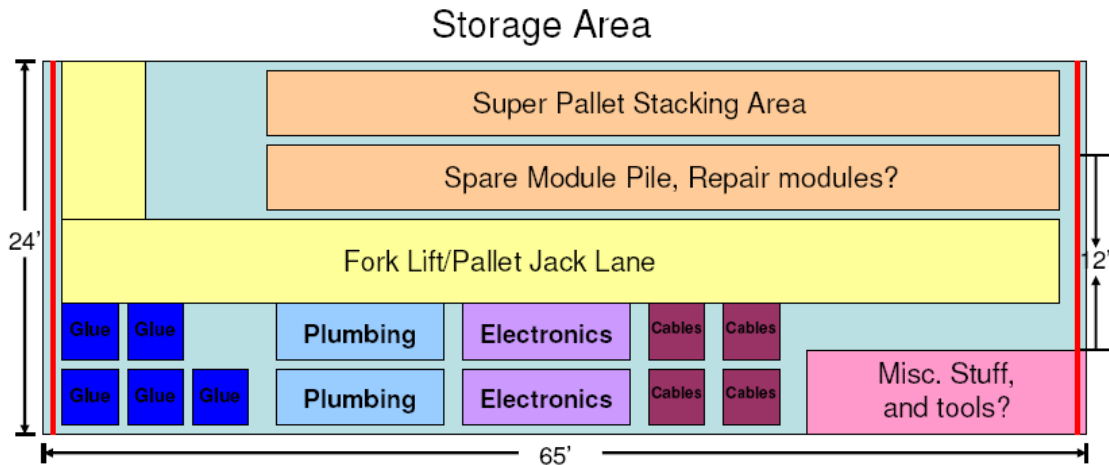 Storage Area
Super Pallet Stacking Area
Spare Module Pile, Repair modules?
24’
Fork Lift/Pallet Jack Lane
12’
Glue Glue Plumbing Electronics Cables Cables
Glue Glue Glue Plumbing Electronics Cables Cables
Misc. Stuff,
and tools?
65’